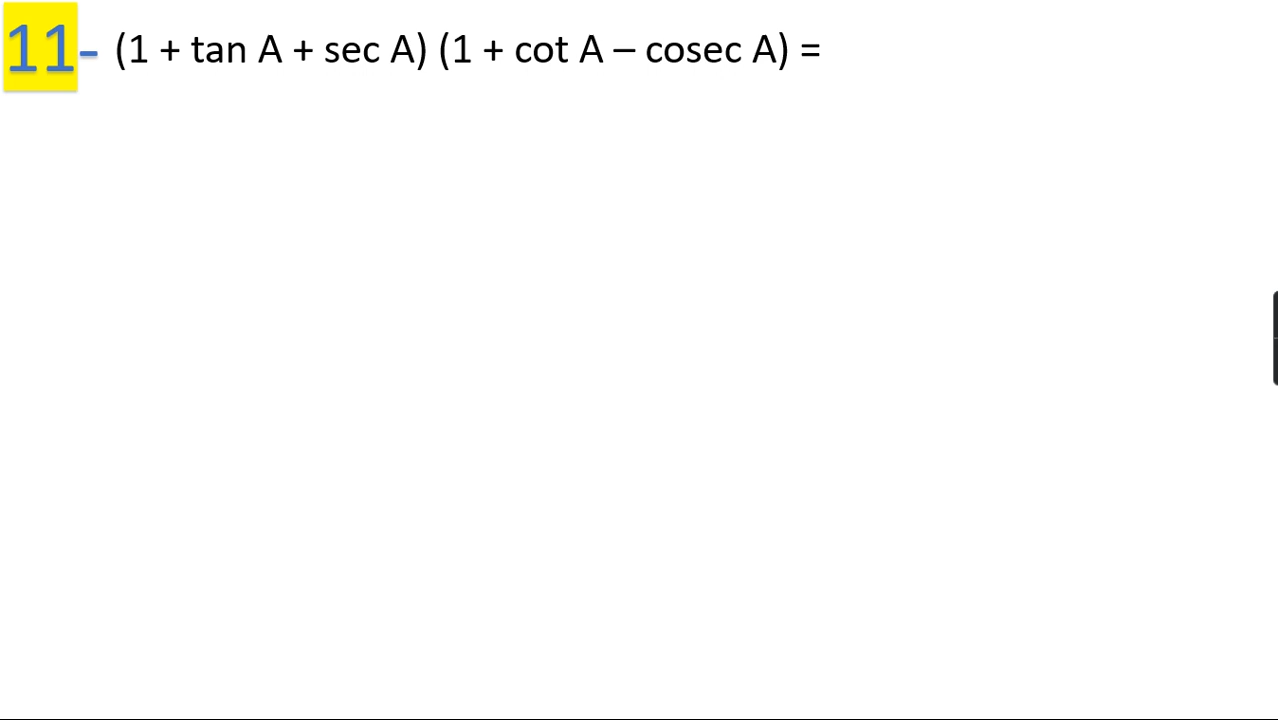 11- (1 + tan A + sec A) (1 + cot A – cosec A) =